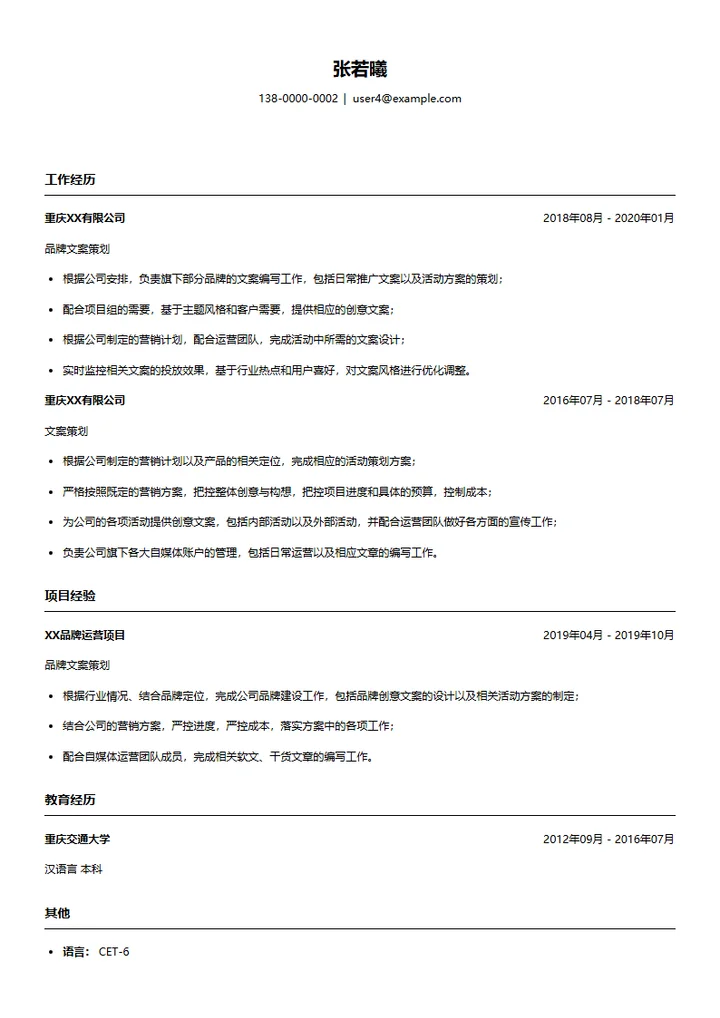 张若曦
138-0000-0002 | user4@example.com
工作经历
重庆XX有限公司 2018年08月 - 2020年01月
品牌文案策划
• 根据公司安排，负责旗下部分品牌的文案编写工作，包括日常推广文案以及活动方案的策划；
• 配合项目组的需要，基于主题风格和客户需要，提供相应的创意文案；
• 根据公司制定的营销计划，配合运营团队，完成活动中所需的文案设计；
• 实时监控相关文案的投放效果，基于行业热点和用户喜好，对文案风格进行优化调整。
重庆XX有限公司 2016年07月 - 2018年07月
文案策划
• 根据公司制定的营销计划以及产品的相关定位，完成相应的活动策划方案；
• 严格按照既定的营销方案，把控整体创意与构想，把控项目进度和具体的预算，控制成本；
• 为公司的各项活动提供创意文案，包括内部活动以及外部活动，并配合运营团队做好各方面的宣传工作；
• 负责公司旗下各大自媒体账户的管理，包括日常运营以及相应文章的编写工作。
项目经验
XX品牌运营项目 2019年04月 - 2019年10月
品牌文案策划
• 根据行业情况、结合品牌定位，完成公司品牌建设工作，包括品牌创意文案的设计以及相关活动方案的制定；
• 结合公司的营销方案，严控进度，严控成本，落实方案中的各项工作；
• 配合自媒体运营团队成员，完成相关软文、干货文章的编写工作。
教育经历
重庆交通大学 2012年09月 - 2016年07月
汉语言 本科
其他
• 语言： CET-6